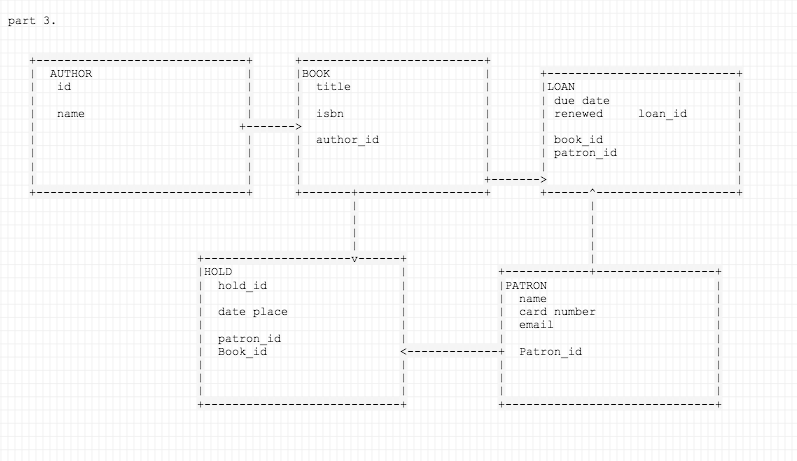 part 3.
AUTHOR
id
name
BOOK
title
isbn
author_id
LOAN
due date
renewed loan_id
book_id
patron_id
HOLD
hold_id
date place
patron_id
Book_id
PATRON
name
card number
email
Patron_id